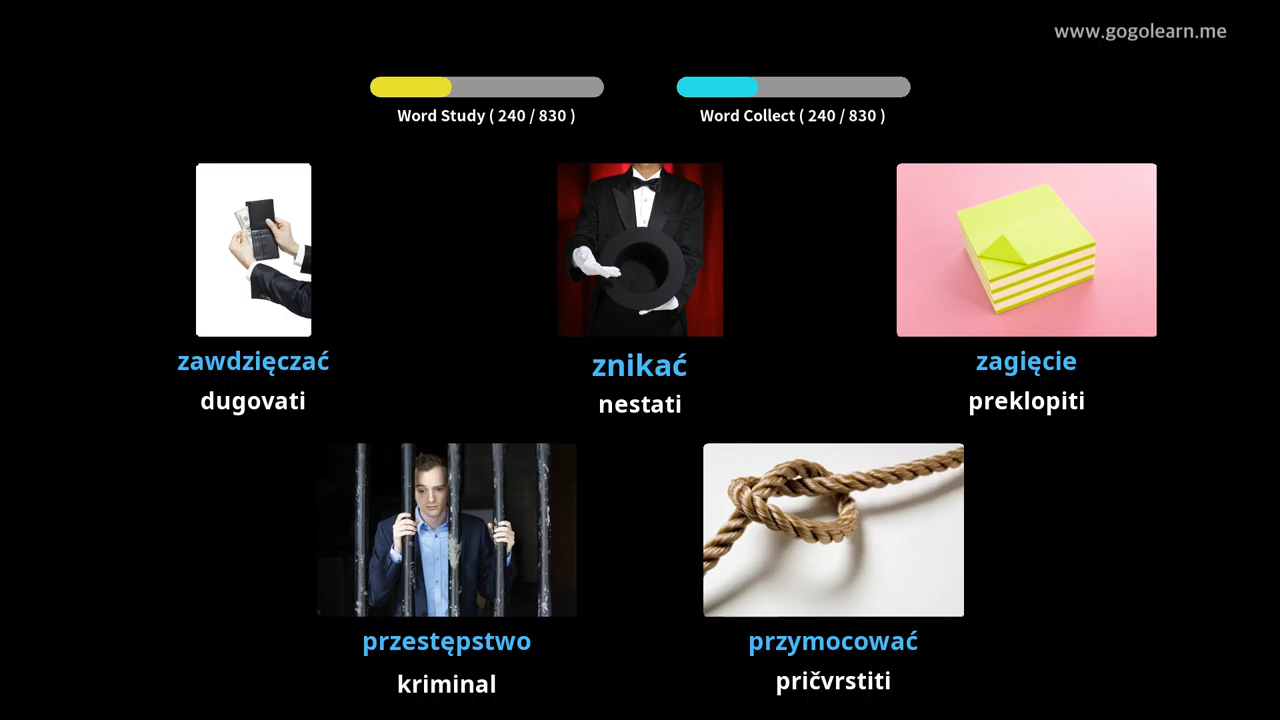 www.gogolearn.me
Word Study ( 240 / 830 )
Word Collect ( 240 / 830 )
zawdzięczać
dugovati
znikać
nestati
zagięcie
preklopiti
przestępstwo
kriminal
przymocować
pričvrstiti